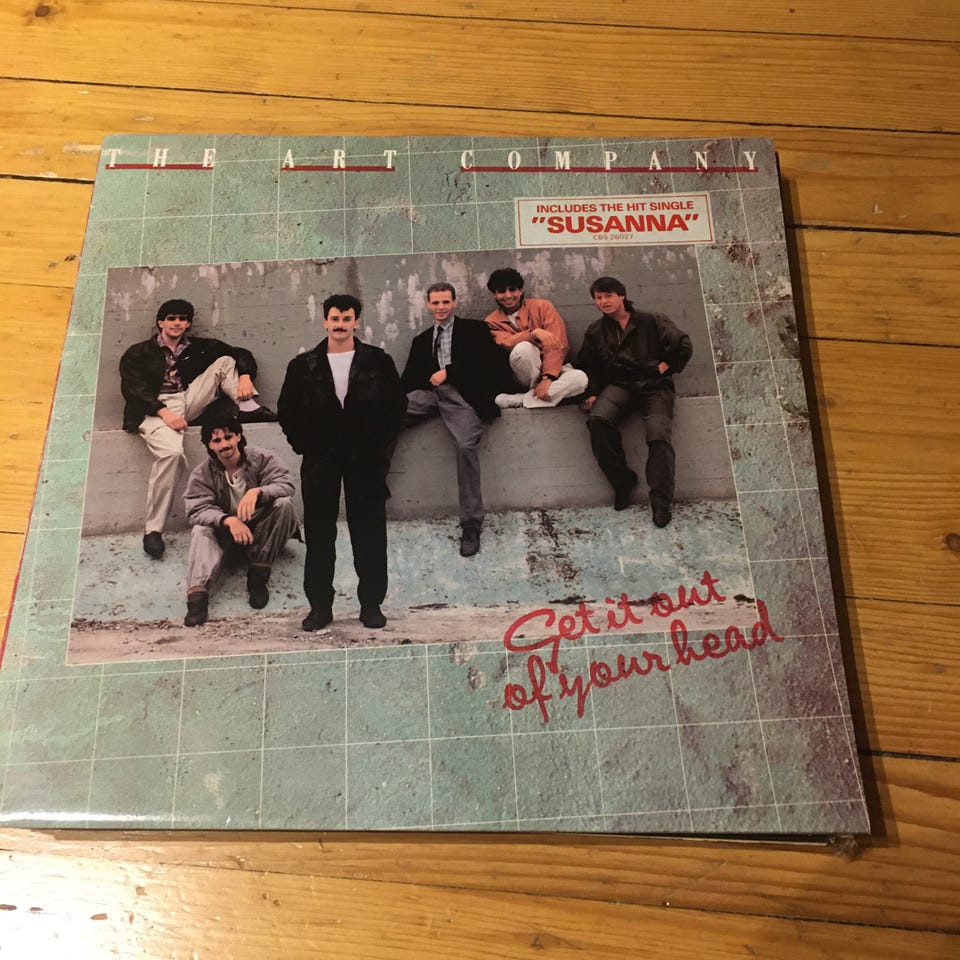 THE ART COMPANY
INCLUDES THE HIT SINGLE
"SUSANNA"
CBS 26027
Get it out
of your head